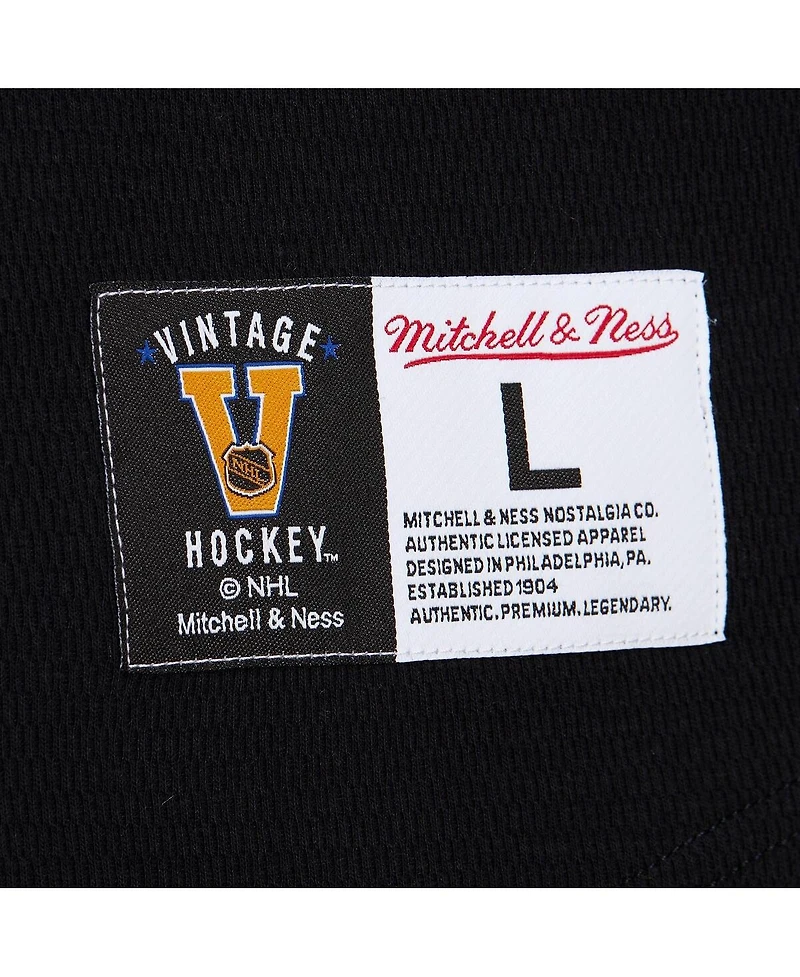 VINTAGE
V
NHL
HOCKEY™
© NHL
Mitchell & Ness
Mitchell & Ness
L
MITCHELL & NESS NOSTALGIA CO.
AUTHENTIC LICENSED APPAREL
DESIGNED IN PHILADELPHIA, PA.
ESTABLISHED 1904
AUTHENTIC. PREMIUM. LEGENDARY.